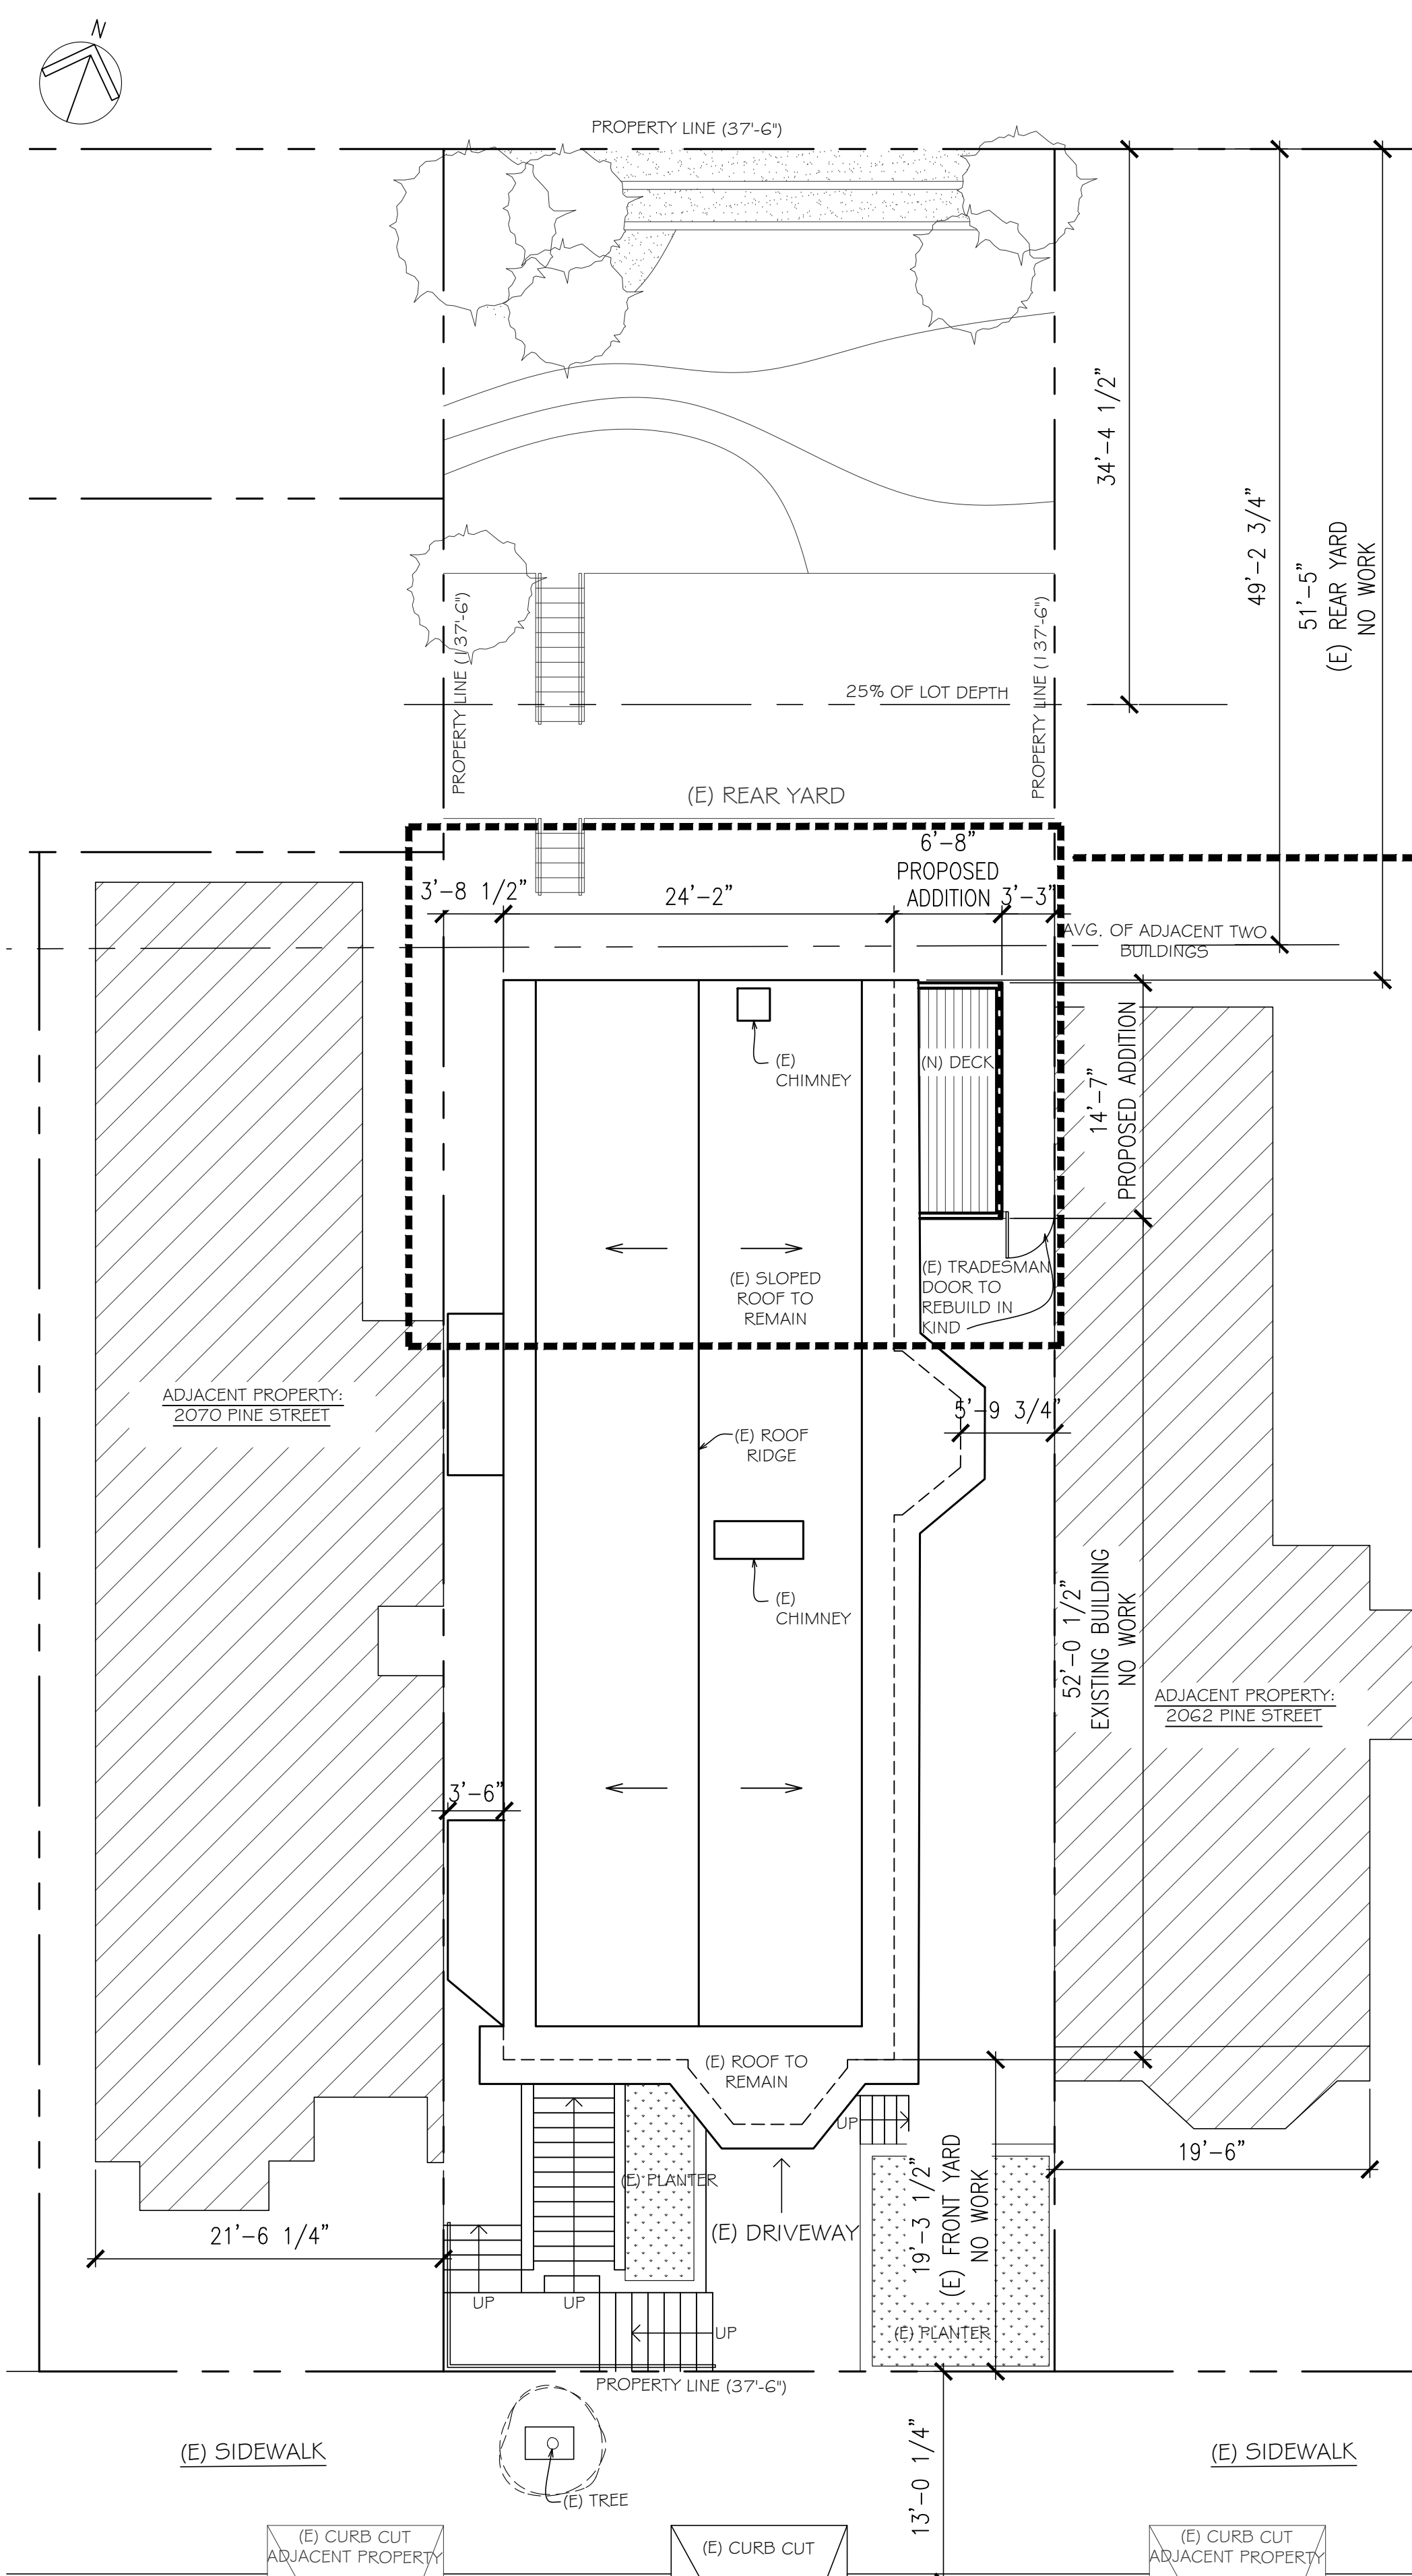 N
PROPERTY LINE (37'-6")
34'-4 1/2"
49'-2 3/4"
51'-5"
(E) REAR YARD
NO WORK
PROPERTY LINE (137'-6")
PROPERTY LINE (137'-6")
25% OF LOT DEPTH
(E) REAR YARD
6'-8"
PROPOSED
ADDITION
3'-8 1/2"
24'-2"
3'-3"
AVG. OF ADJACENT TWO
BUILDINGS
(E)
CHIMNEY
(N) DECK
14'-7"
PROPOSED ADDITION
(E) SLOPED
ROOF TO
REMAIN
(E) TRADESMAN
DOOR TO
REBUILD IN
KIND
ADJACENT PROPERTY:
2070 PINE STREET
5'-9 3/4"
(E) ROOF
RIDGE
(E)
CHIMNEY
52'-0 1/2"
EXISTING BUILDING
NO WORK
ADJACENT PROPERTY:
2062 PINE STREET
3'-6"
(E) ROOF TO
REMAIN
UP
(E) PLANTER
19'-3 1/2"
(E) FRONT YARD
NO WORK
19'-6"
21'-6 1/4"
(E) DRIVEWAY
UP
UP
UP
(E) PLANTER
PROPERTY LINE (37'-6")
(E) SIDEWALK
(E) SIDEWALK
13'-0 1/4"
(E) TREE
(E) CURB CUT
ADJACENT PROPERTY
(E) CURB CUT
(E) CURB CUT
ADJACENT PROPERTY